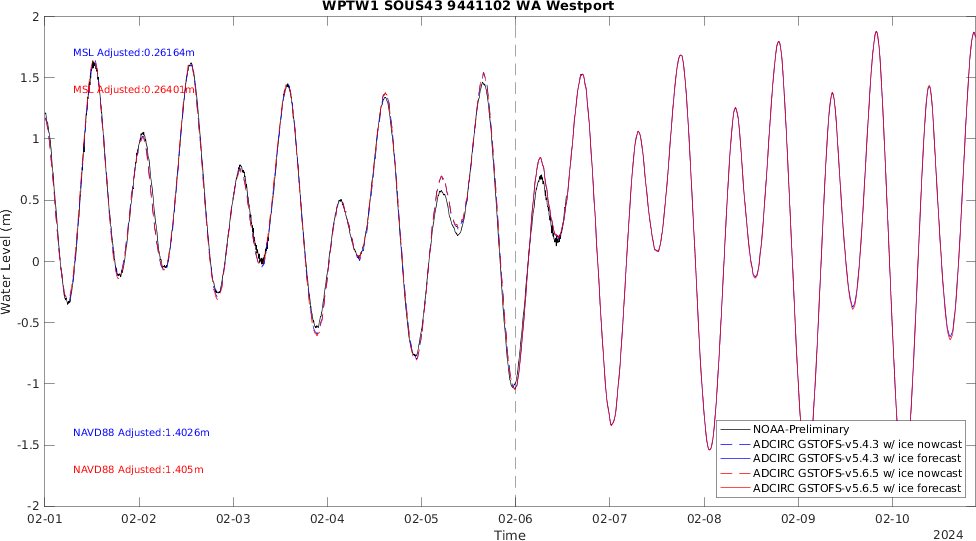 WPTW1 SOUS43 9441102 WA Westport
2
1.5
1
0.5
0
-0.5
-1
-1.5
-2
Water Level (m)
MSL Adjusted:0.26164m
MSL Adjusted:0.26401m
NAVD88 Adjusted:1.4026m
NAVD88 Adjusted:1.405m
NOAA-Preliminary
ADCIRC GSTOFS-v5.4.3 w/ ice nowcast
ADCIRC GSTOFS-v5.4.3 w/ ice forecast
ADCIRC GSTOFS-v5.6.5 w/ ice nowcast
ADCIRC GSTOFS-v5.6.5 w/ ice forecast
02-01 02-02 02-03 02-04 02-05 02-06 02-07 02-08 02-09 02-10
Time
2024